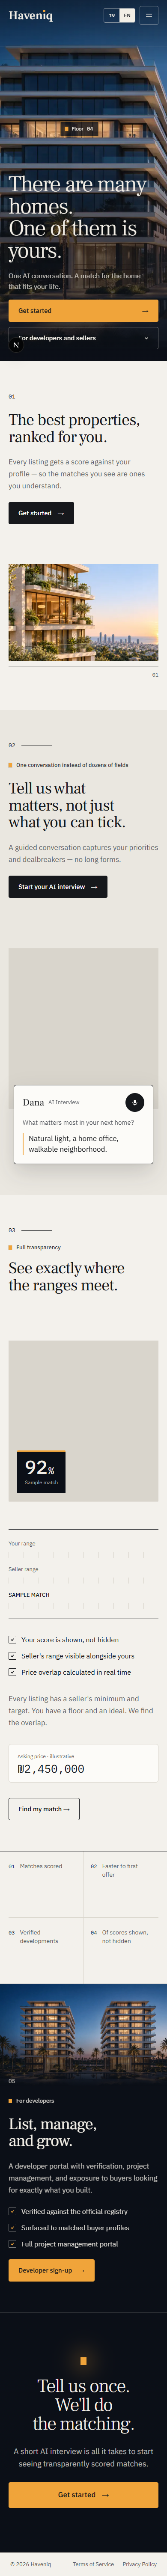 Haveniq
עב EN
Floor 04
There are many
homes.
One of them is
yours.
One AI conversation. A match for the home
that fits your life.
Get started →
For developers and sellers
N
01
The best properties,
ranked for you.
Every listing gets a score against your
profile — so the matches you see are ones
you understand.
Get started →
01
02
One conversation instead of dozens of fields
Tell us what
matters, not just
what you can tick.
A guided conversation captures your priorities
and dealbreakers — no long forms.
Start your AI interview →
Dana AI Interview
What matters most in your next home?
Natural light, a home office,
walkable neighborhood.
03
Full transparency
See exactly where
the ranges meet.
92%
Sample match
Your range
Seller range
SAMPLE MATCH
Your score is shown, not hidden
Seller's range visible alongside yours
Price overlap calculated in real time
Every listing has a seller's minimum and
target. You have a floor and an ideal. We find
the overlap.
Asking price · Illustrative
₪2,450,000
Find my match →
01 Matches scored
02 Faster to first
offer
03 Verified
developments
04 Of scores shown,
not hidden
05
For developers
List, manage,
and grow.
A developer portal with verification, project
management, and exposure to buyers looking
for exactly what you built.
Verified against the official registry
Surfaced to matched buyer profiles
Full project management portal
Developer sign-up →
Tell us once.
We'll do
the matching.
A short AI interview is all it takes to start
seeing transparently scored matches.
Get started →
© 2026 Haveniq Terms of Service Privacy Policy